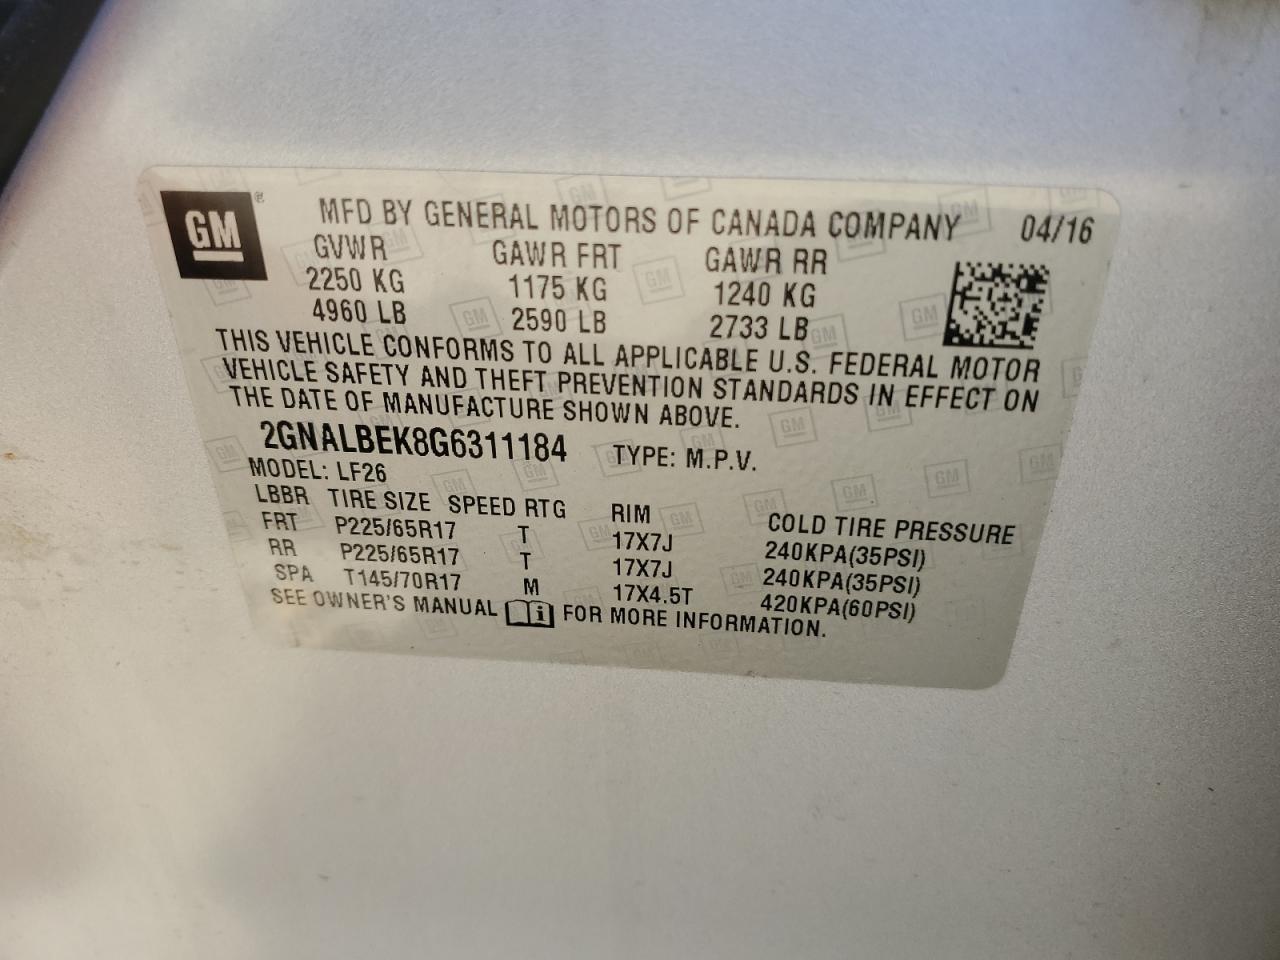 GM ® MFD BY GENERAL MOTORS OF CANADA COMPANY 04/16
GVWR GAWR FRT GAWR RR
2250 KG 1175 KG 1240 KG
4960 LB 2590 LB 2733 LB
THIS VEHICLE CONFORMS TO ALL APPLICABLE U.S. FEDERAL MOTOR
VEHICLE SAFETY AND THEFT PREVENTION STANDARDS IN EFFECT ON
THE DATE OF MANUFACTURE SHOWN ABOVE.
2GNALBEK8G6311184 TYPE: M.P.V.
MODEL: LF26
LBBR TIRE SIZE SPEED RTG RIM COLD TIRE PRESSURE
FRT P225/65R17 T 17X7J 240KPA(35PSI)
RR P225/65R17 T 17X7J 240KPA(35PSI)
SPA T145/70R17 M 17X4.5T 420KPA(60PSI)
SEE OWNER'S MANUAL i FOR MORE INFORMATION.